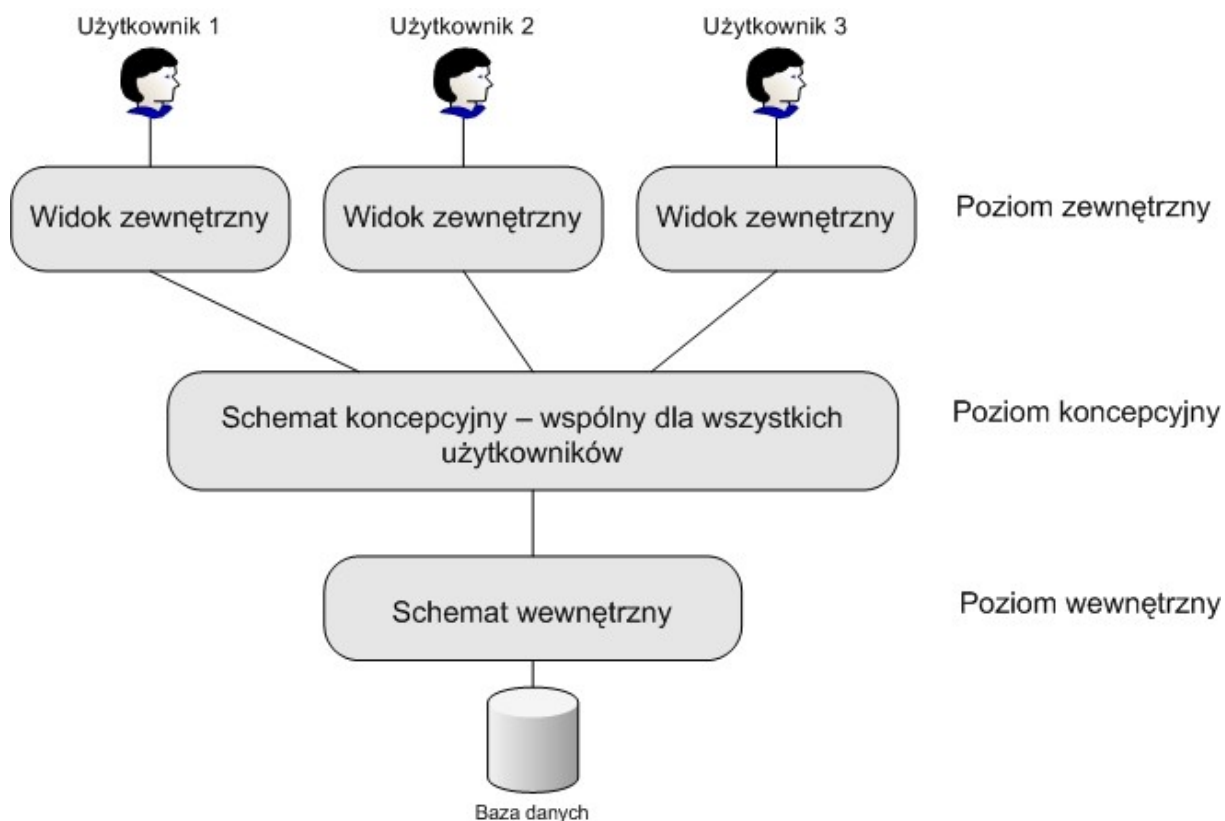 Użytkownik 1
Użytkownik 2
Użytkownik 3
Widok zewnętrzny
Widok zewnętrzny
Widok zewnętrzny
Poziom zewnętrzny
Schemat koncepcyjny – wspólny dla wszystkich
użytkowników
Poziom koncepcyjny
Schemat wewnętrzny
Poziom wewnętrzny
Baza danych